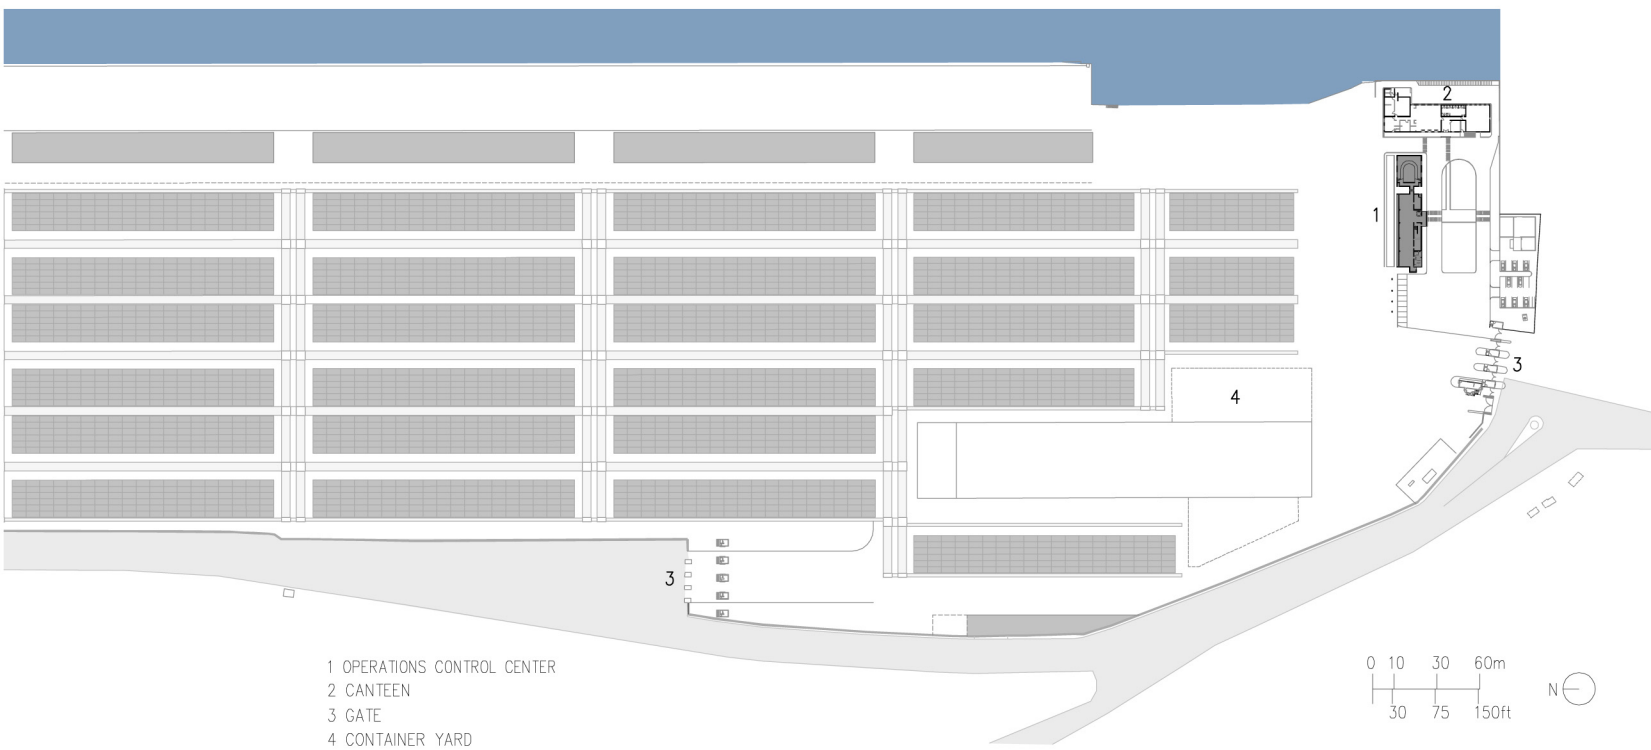 2
1
3
4
3
1 OPERATIONS CONTROL CENTER
2 CANTEEN
3 GATE
4 CONTAINER YARD
0 10 30 60m
30 75 150ft
N